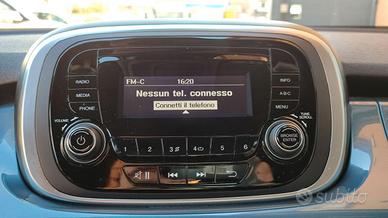 FM-C 16:20
Nessun tel. connesso
Connetti il telefono
RADIO
MEDIA
PHONE
INFO
A-B-C
MENU
VOLUME
TUNE
SCROLL
BROWSE
ENTER
1 2 3 4 5 6
subito